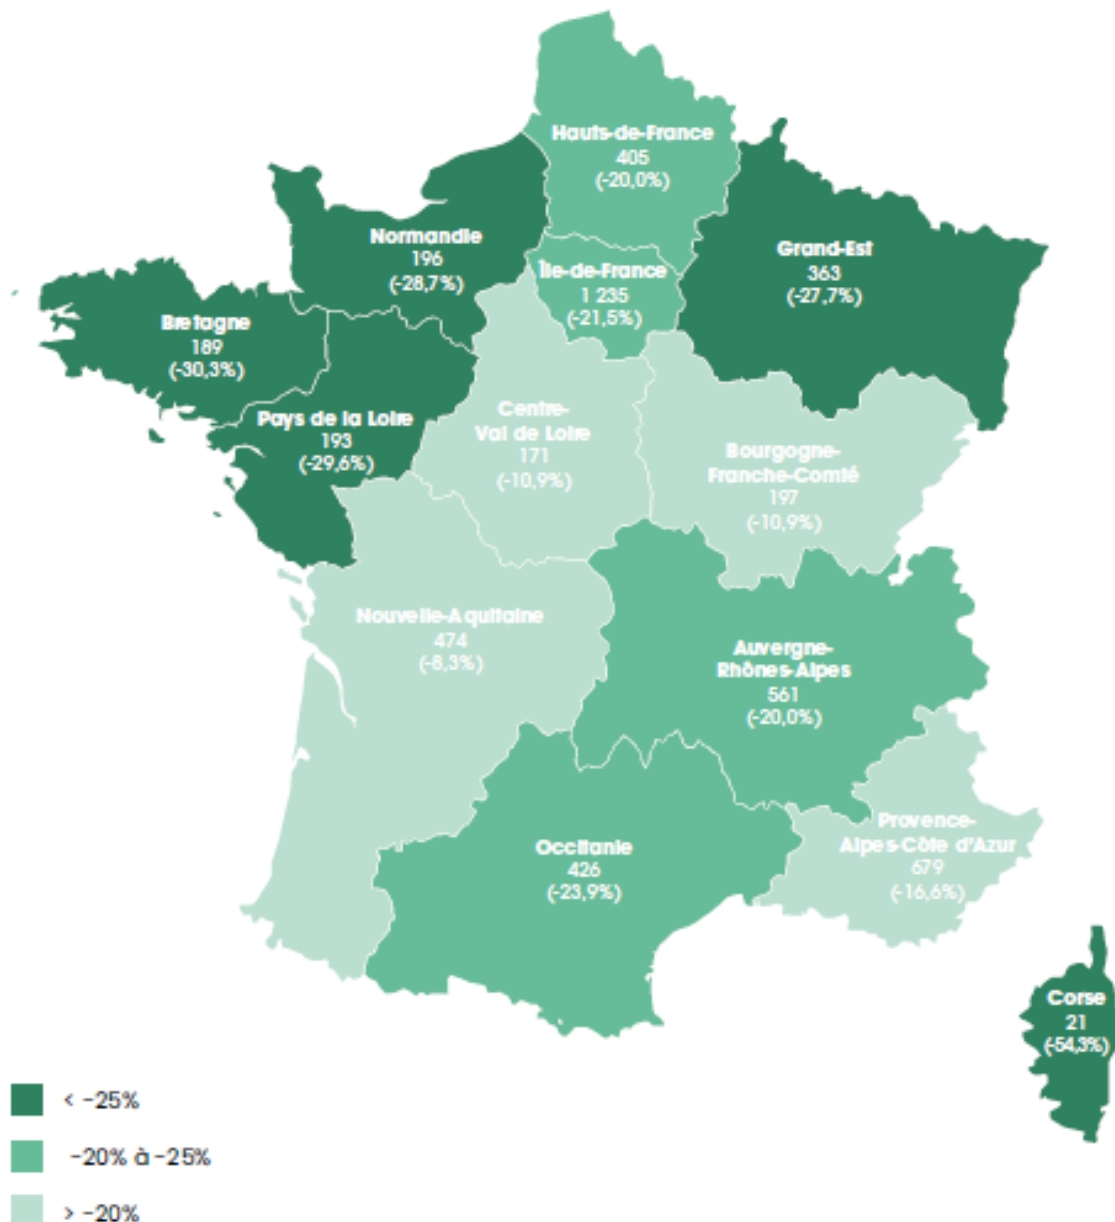 Hauts-de-France
405
(-20,0%)
Normandie
196
(-28,7%)
Île-de-France
1 235
(-21,5%)
Grand-Est
363
(-27,7%)
Bretagne
189
(-30,3%)
Pays de la Loire
193
(-29,6%)
Centre-
Val de Loire
171
(-10,9%)
Bourgogne-
Franche-Comté
197
(-10,9%)
Nouvelle-Aquitaine
474
(-8,3%)
Auvergne-
Rhônes-Alpes
561
(-20,0%)
Occitanie
426
(-23,9%)
Provence-
Alpes-Côte d'Azur
679
(-16,6%)
Corse
21
(-54,3%)
< -25%
-20% à -25%
> -20%